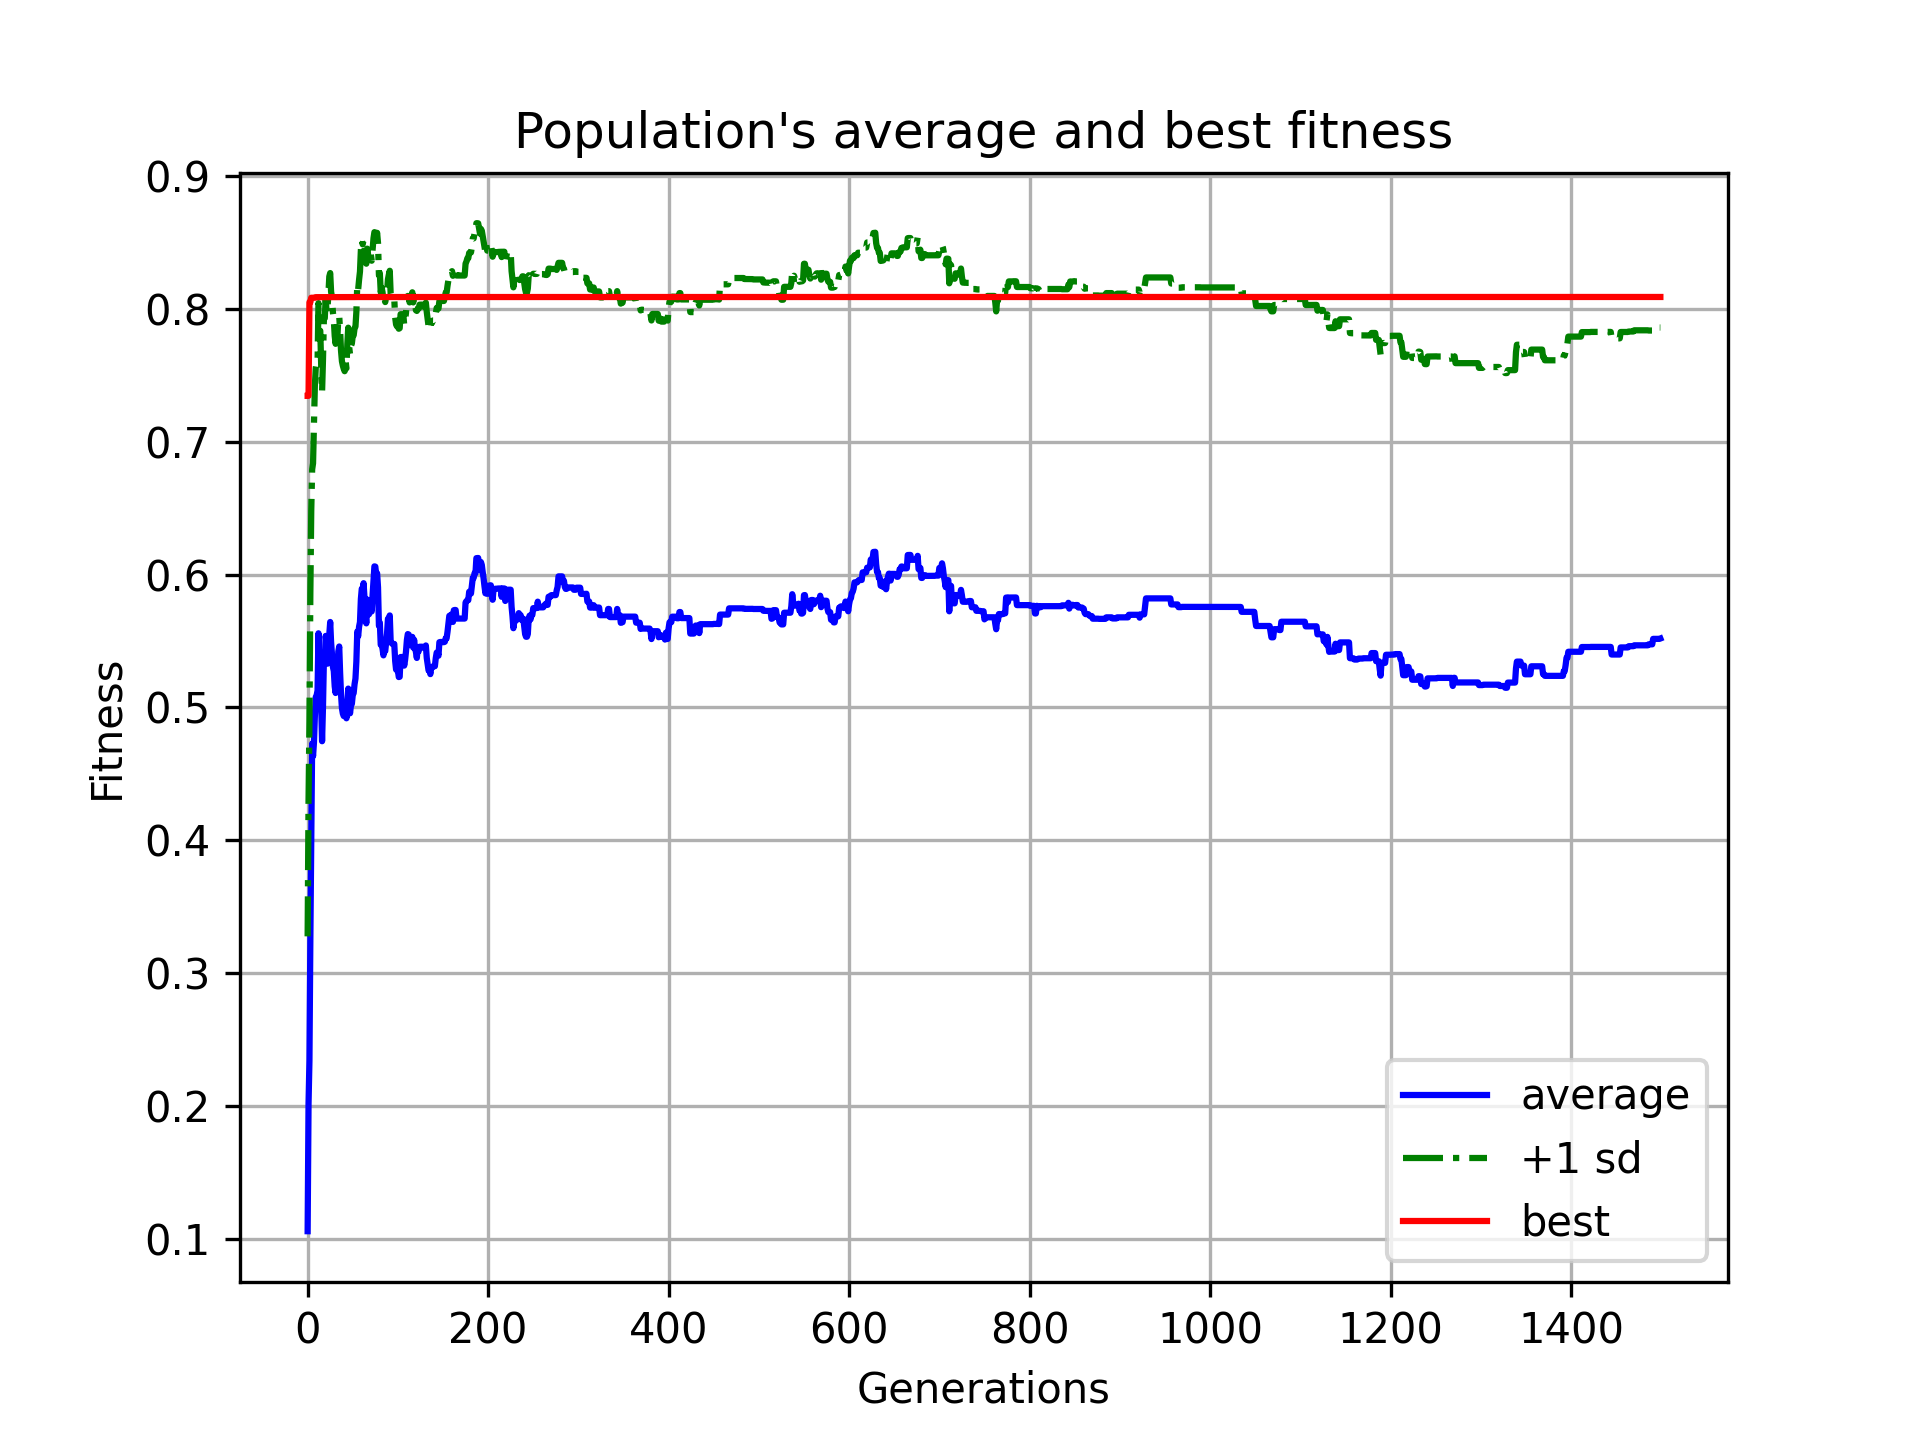 Population's average and best fitness
0.9
0.8
0.7
0.6
0.5
0.4
0.3
0.2
0.1
Fitness
0 200 400 600 800 1000 1200 1400
Generations
average
+1 sd
best